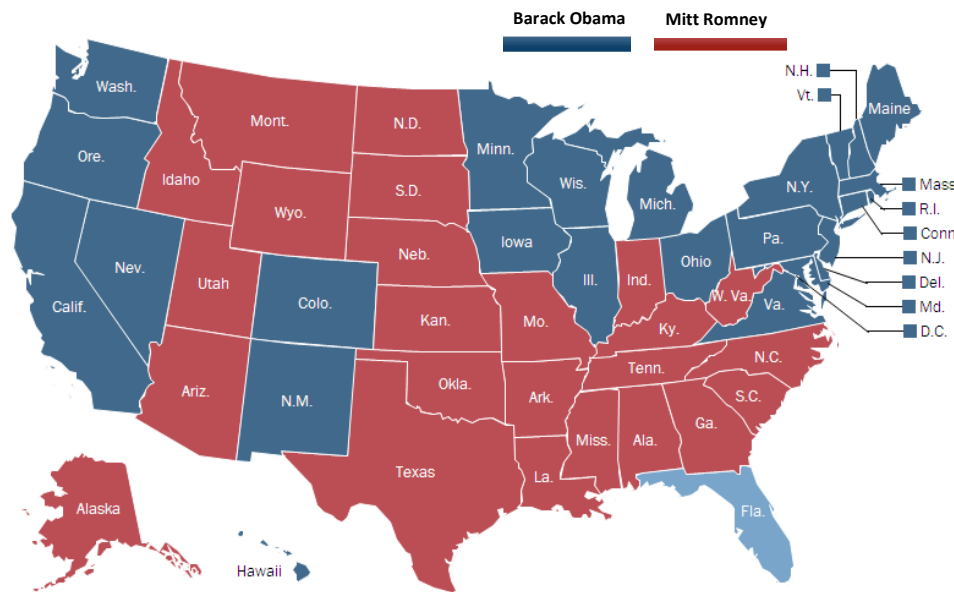 Barack Obama Mitt Romney
N.H.
Wash.
Vt.
Maine
Mont.
N.D.
Minn.
Ore.
Idaho
S.D.
Wis.
Mich.
N.Y.
Mass
Wyo.
R.I.
Conn
Iowa
Pa.
Neb.
N.J.
Nev.
Utah
Ill.
Ind.
Ohio
Del.
Calif.
Colo.
W. Va.
Va.
Md.
Kan.
Mo.
Ky.
D.C.
Ariz.
N.M.
Okla.
Tenn.
N.C.
Ark.
S.C.
Miss.
Ala.
Ga.
Texas
La.
Alaska
Fla.
Hawaii